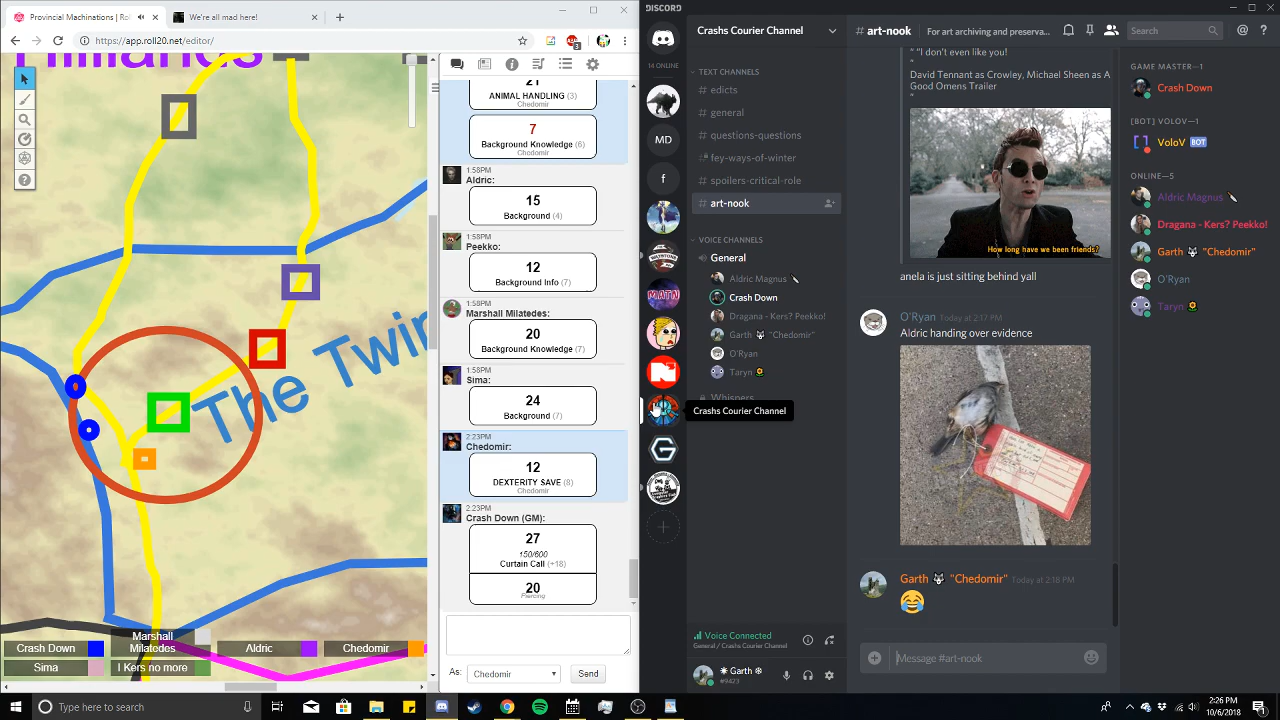 Provincial Machinations | Rol
We're all mad here!
https://app.roll20.net/editor/
3
The Twin
Crash Down
Marshall
Milatedes
Aldric
Chedomir
Sima
I Kers no more
21
ANIMAL HANDLING (3)
Chedomir
7
Background Knowledge (6)
Chedomir
1:58PM
Aldric:
15
Background (4)
1:58PM
Peekko:
12
Background Info (7)
1:58PM
Marshall Milatedes:
20
Background Knowledge (7)
1:58PM
Sima:
24
Background (7)
2:23PM
Chedomir:
12
DEXTERITY SAVE (8)
Chedomir
2:23PM
Crash Down (GM):
27
150/600
Curtain Call (+18)
20
Piercing
As:
Chedomir
Send
DISCORD
14 ONLINE
MD
f
MATN
Crashs Courier Channel
TEXT CHANNELS
# edicts
# general
# questions-questions
# fey-ways-of-winter
# spoilers-critical-role
# art-nook
VOICE CHANNELS
General
Aldric Magnus
Crash Down
Dragana - Kers? Peekko!
Garth "Chedomir"
O'Ryan
Taryn
Whispers
Crashs Courier Channel
Voice Connected
General / Crashs Courier Channel
Garth
#9423
# art-nook
For art archiving and preserva...
Search
" "I don't even like you!
"
David Tennant as Crowley, Michael Sheen as A
Good Omens Trailer
"
How long have we been friends?
anela is just sitting behind yall
O'Ryan Today at 2:17 PM
Aldric handing over evidence
Garth "Chedomir" Today at 2:18 PM
Message #art-nook
GAME MASTER—1
Crash Down
[BOT] VOLOV—1
VoloV BOT
ONLINE—5
Aldric Magnus
Dragana - Kers? Peekko!
Garth "Chedomir"
O'Ryan
Taryn
Type here to search
2:26 PM
10/6/2018